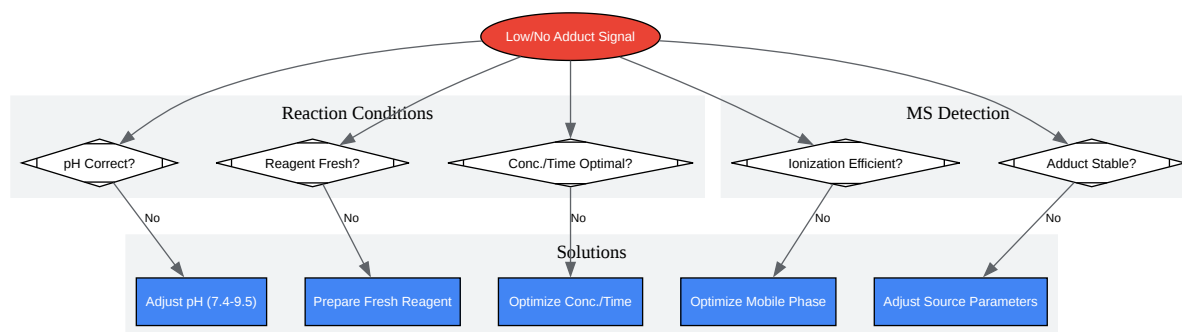 Low/No Adduct Signal
Reaction Conditions
MS Detection
pH Correct?
Reagent Fresh?
Conc./Time Optimal?
Ionization Efficient?
Adduct Stable?
No
No
No
No
No
Solutions
Adjust pH (7.4-9.5)
Prepare Fresh Reagent
Optimize Conc./Time
Optimize Mobile Phase
Adjust Source Parameters